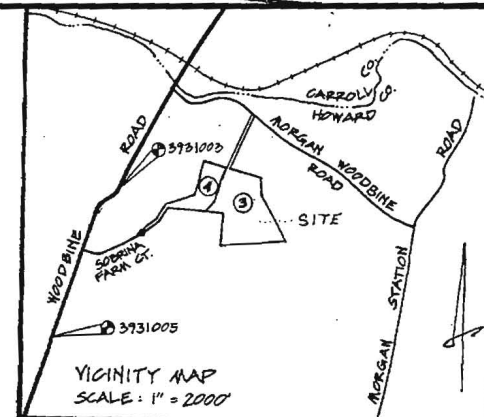 CARROLL CO.
HOWARD CO.
MORGAN WOODBINE
ROAD
ROAD
3931003
4
3
SITE
ROAD
SOBRINA
FARM CT.
WOODBINE
STATION
MORGAN
3931005
VICINITY MAP
SCALE: 1" = 2000'